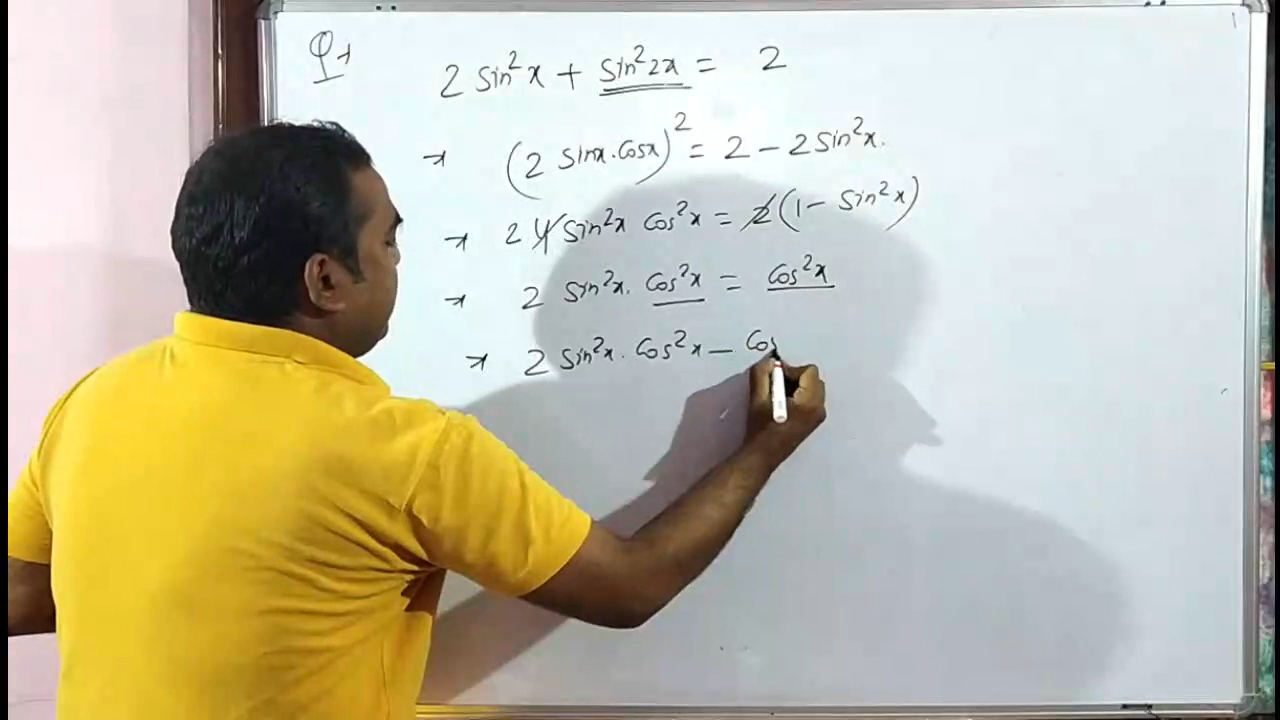 Q1
2 sin²x + sin²2x = 2
→ (2 sinx·cosx)² = 2 - 2 sin²x.
→ 2 4 sin²x cos²x = 2 (1 - sin²x)
→ 2 sin²x. cos²x = cos²x
→ 2 sin²x. cos²x - cos